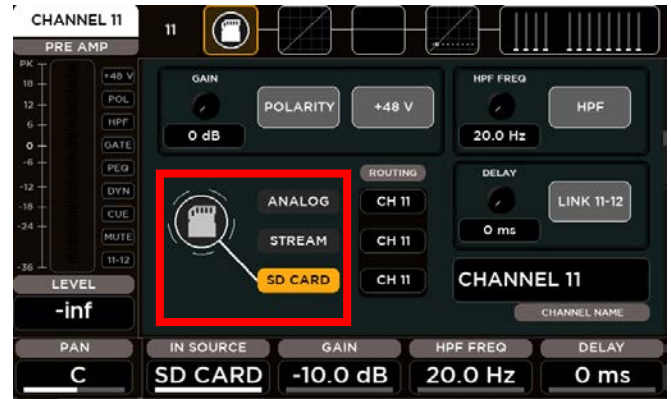 CHANNEL 11
11
PRE AMP
PK
18
12
6
0
-6
-12
-18
-24
-36
+48 V
POL
HPF
GATE
PEQ
DYN
CUE
MUTE
11-12
LEVEL
-inf
GAIN
0 dB
POLARITY
+48 V
HPF FREQ
20.0 Hz
HPF
ROUTING
ANALOG CH 11
STREAM CH 11
SD CARD CH 11
DELAY
0 ms
LINK 11-12
CHANNEL 11
CHANNEL NAME
PAN IN SOURCE GAIN HPF FREQ DELAY
C SD CARD -10.0 dB 20.0 Hz 0 ms